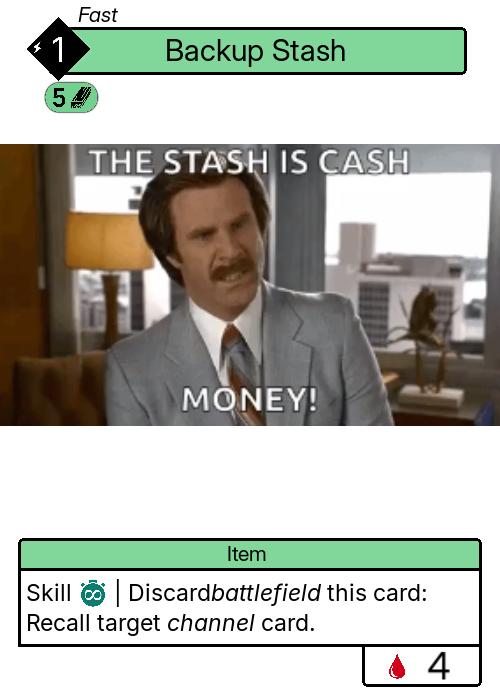 Fast
1
Backup Stash
5
THE STASH IS CASH
MONEY!
Item
Skill | Discardbattlefield this card:
Recall target channel card.
4